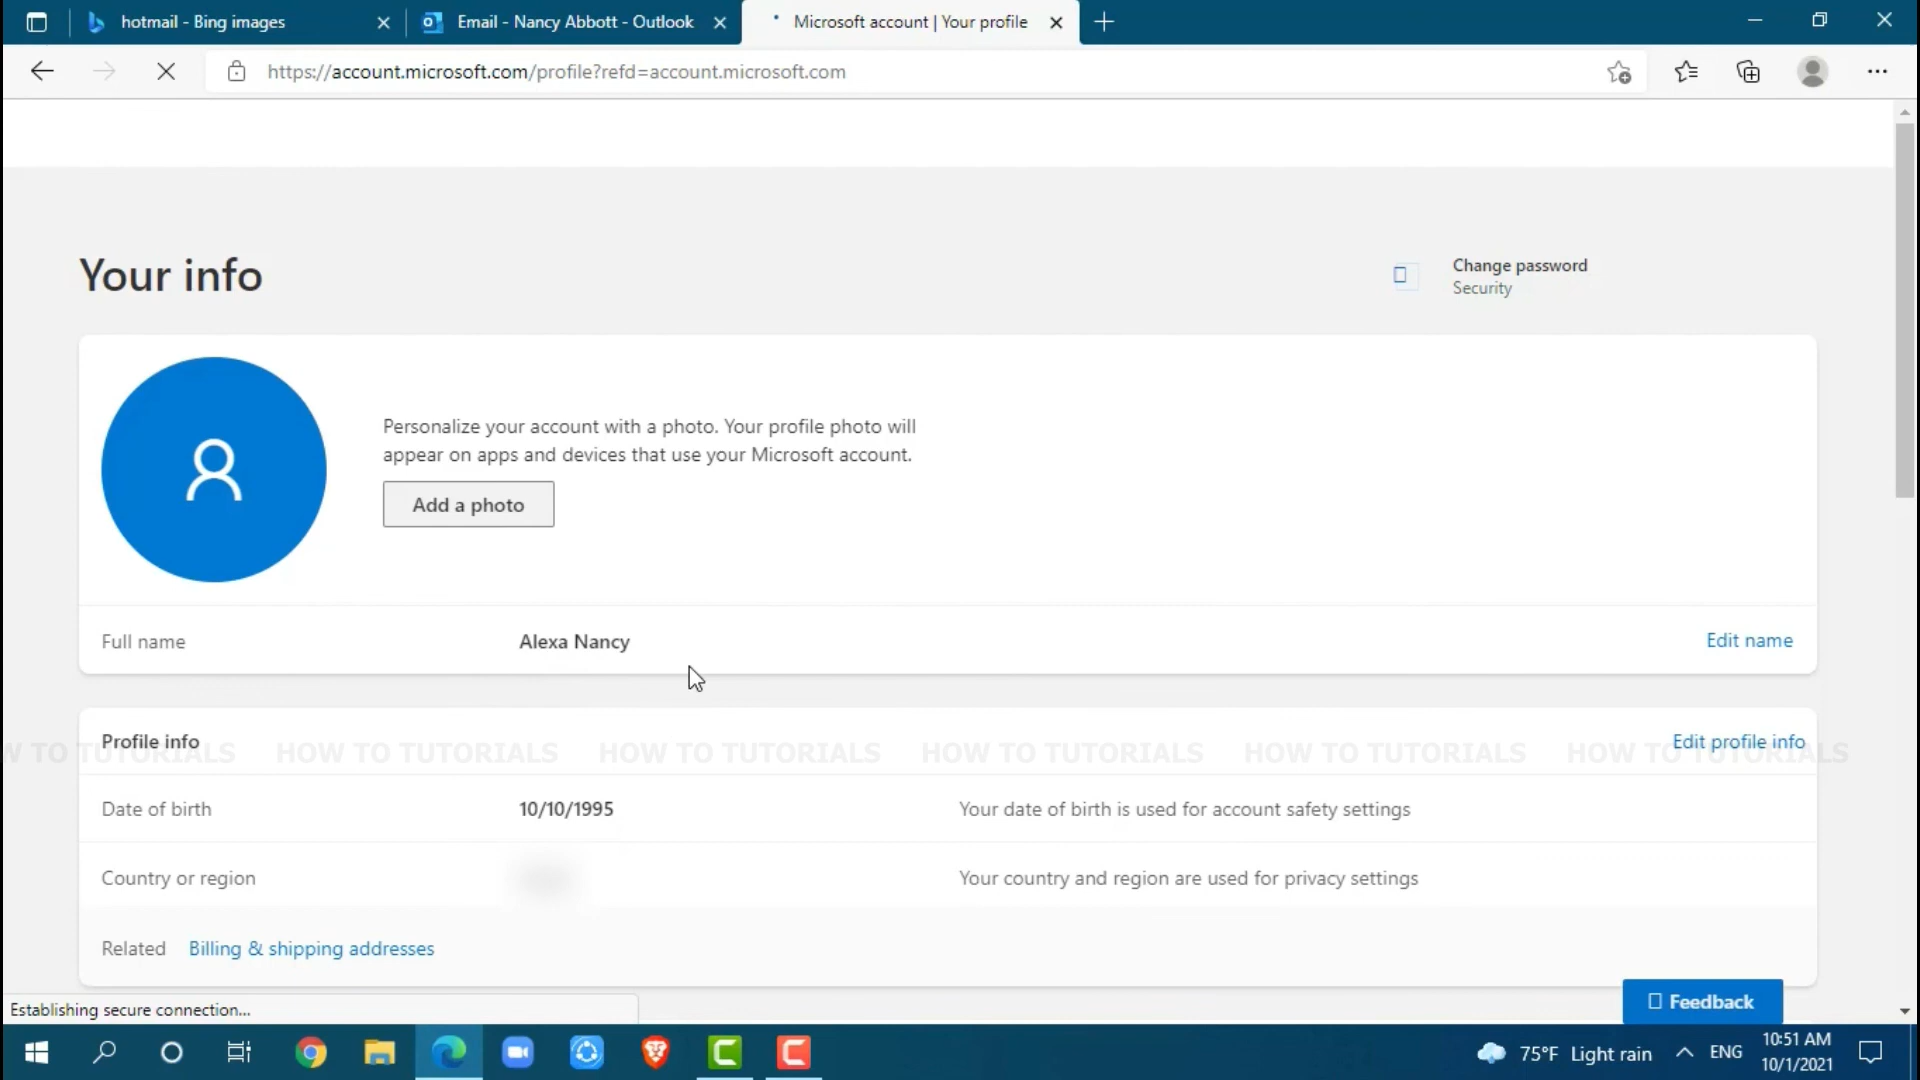 hotmail - Bing images
Email - Nancy Abbott - Outlook
Microsoft account | Your profile
https://account.microsoft.com/profile?refd=account.microsoft.com
Your info
Change password
Security
Personalize your account with a photo. Your profile photo will
appear on apps and devices that use your Microsoft account.
Add a photo
Full name
Alexa Nancy
Edit name
Profile info
Edit profile info
W TO TUTORIALS HOW TO TUTORIALS HOW TO TUTORIALS HOW TO TUTORIALS HOW TO TUTORIALS HOW TO TUTORIALS
Date of birth
10/10/1995
Your date of birth is used for account safety settings
Country or region
Your country and region are used for privacy settings
Related Billing & shipping addresses
Feedback
Establishing secure connection...
75°F Light rain
ENG
10:51 AM
10/1/2021